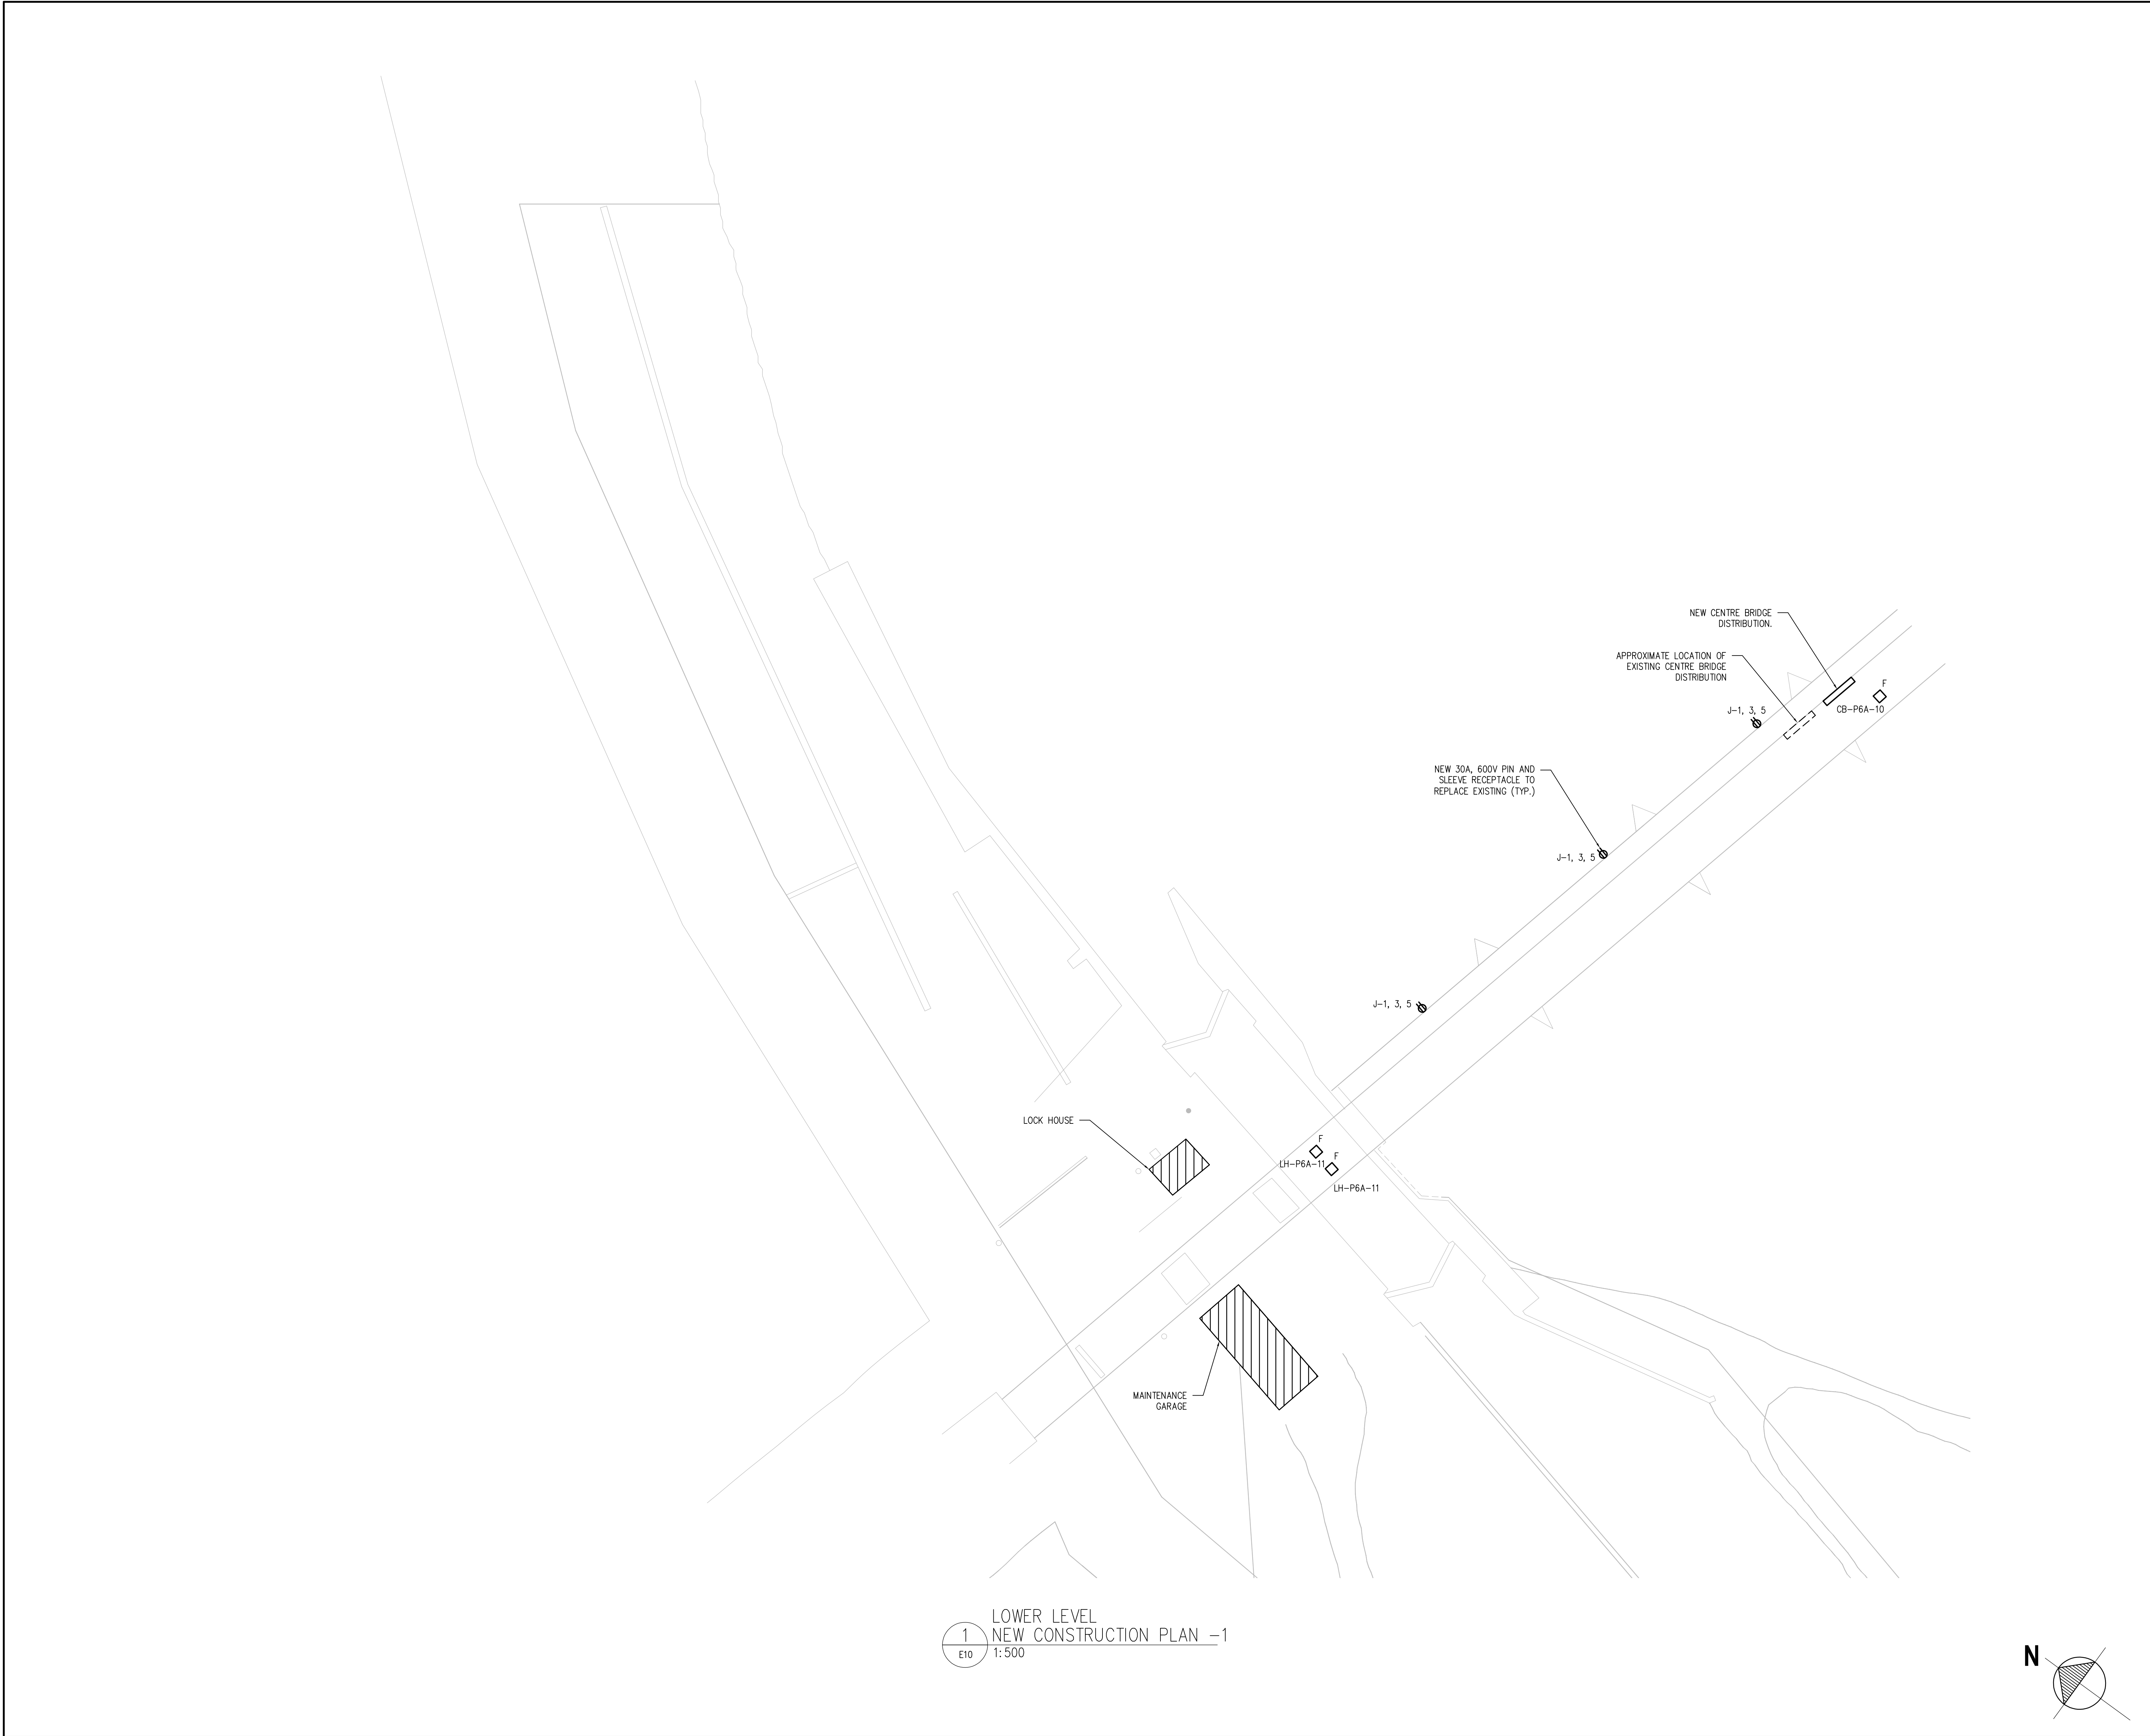 NEW CENTRE BRIDGE
DISTRIBUTION.
APPROXIMATE LOCATION OF
EXISTING CENTRE BRIDGE
DISTRIBUTION
F
CB-P6A-10
J-1, 3, 5
NEW 30A, 600V PIN AND
SLEEVE RECEPTACLE TO
REPLACE EXISTING (TYP.)
J-1, 3, 5
J-1, 3, 5
LOCK HOUSE
F
LH-P6A-11
F
LH-P6A-11
MAINTENANCE
GARAGE
1
E10
LOWER LEVEL
NEW CONSTRUCTION PLAN -1
1:500
N